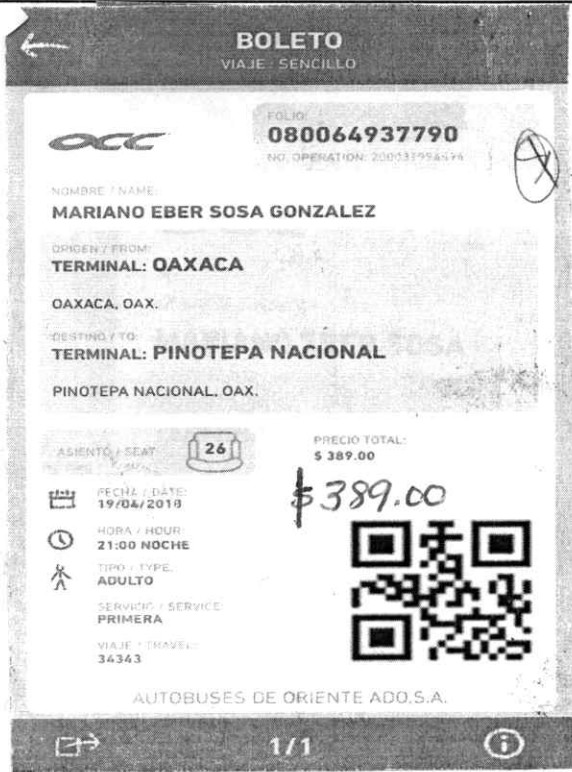 BOLETO
VIAJE: SENCILLO
OCC
FOLIO:
080064937790
NO. OPERATION:
NOMBRE / NAME:
MARIANO EBER SOSA GONZALEZ
ORIGEN / FROM:
TERMINAL: OAXACA
OAXACA, OAX.
DESTINO / TO:
TERMINAL: PINOTEPA NACIONAL
PINOTEPA NACIONAL, OAX.
ASIENTO / SEAT 26
PRECIO TOTAL:
$ 389.00
$389.00
FECHA / DATE:
19/04/2018
HORA / HOUR:
21:00 NOCHE
TIPO / TYPE:
ADULTO
SERVICIO / SERVICE
PRIMERA
VIAJE / TRAVEL:
34343
AUTOBUSES DE ORIENTE ADO,S.A.
1/1